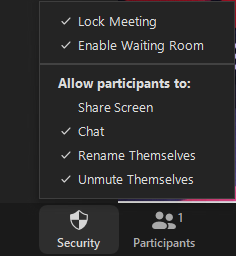 Lock Meeting
Enable Waiting Room
Allow participants to:
Share Screen
Chat
Rename Themselves
Unmute Themselves
1
Security
Participants